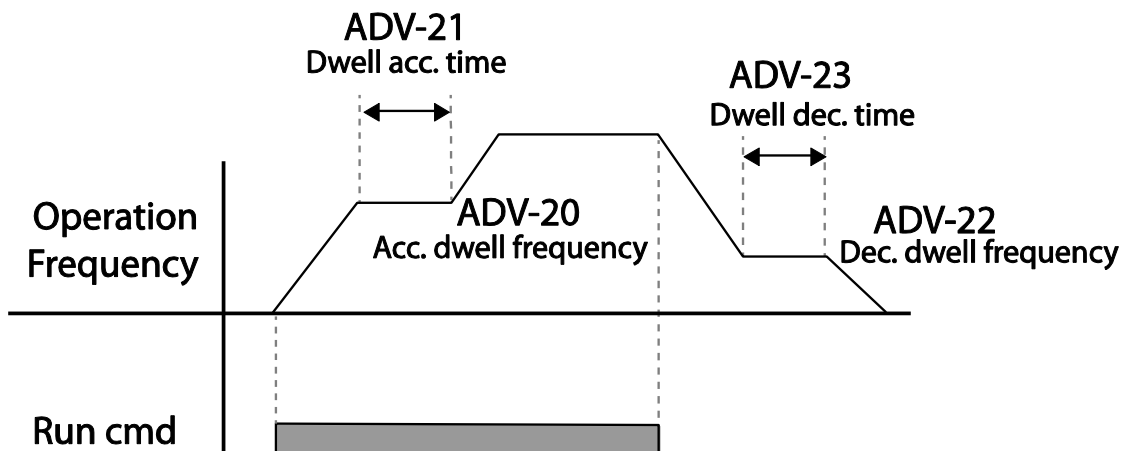 ADV-21
Dwell acc. time
ADV-23
Dwell dec. time
Operation
Frequency
ADV-20
Acc. dwell frequency
ADV-22
Dec. dwell frequency
Run cmd